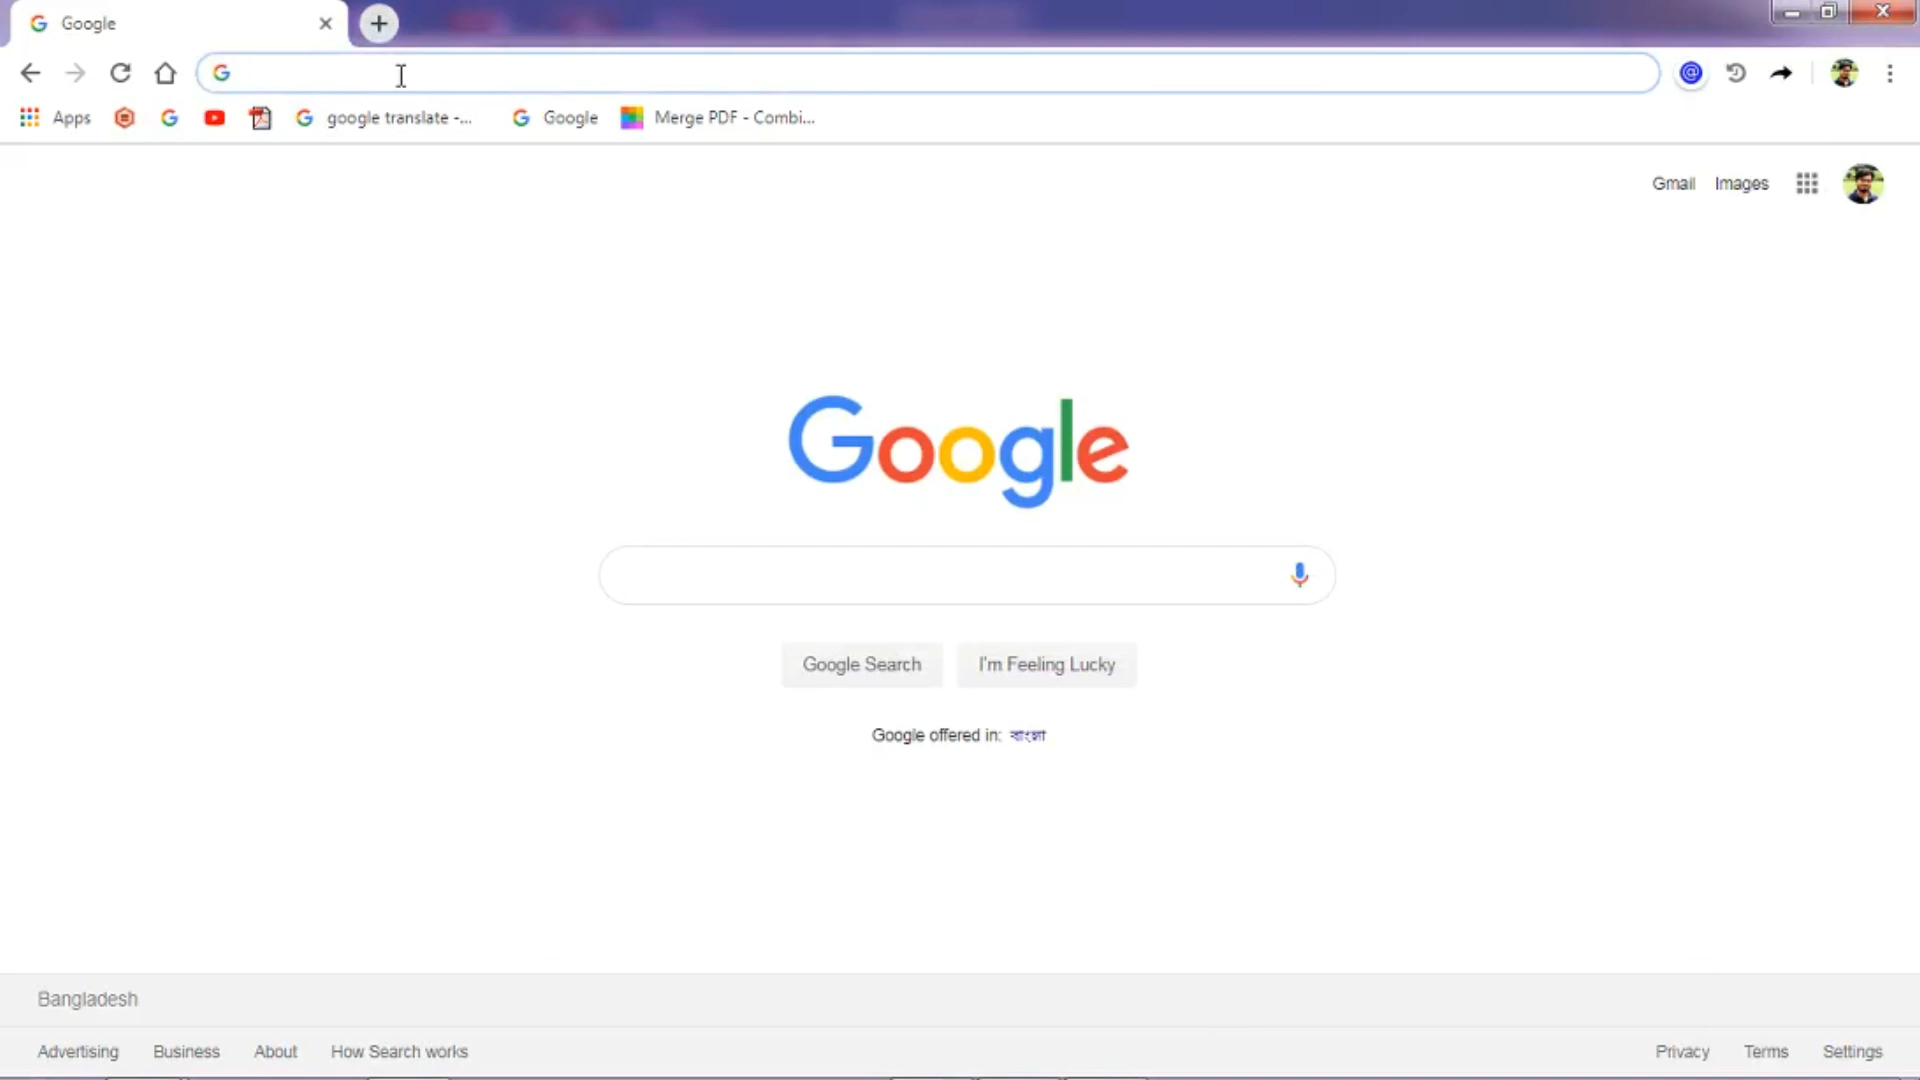 Google
Apps google translate -... Google Merge PDF - Combi...
Gmail Images
Google
Google Search I'm Feeling Lucky
Google offered in: বাংলা
Bangladesh
Advertising Business About How Search works Privacy Terms Settings